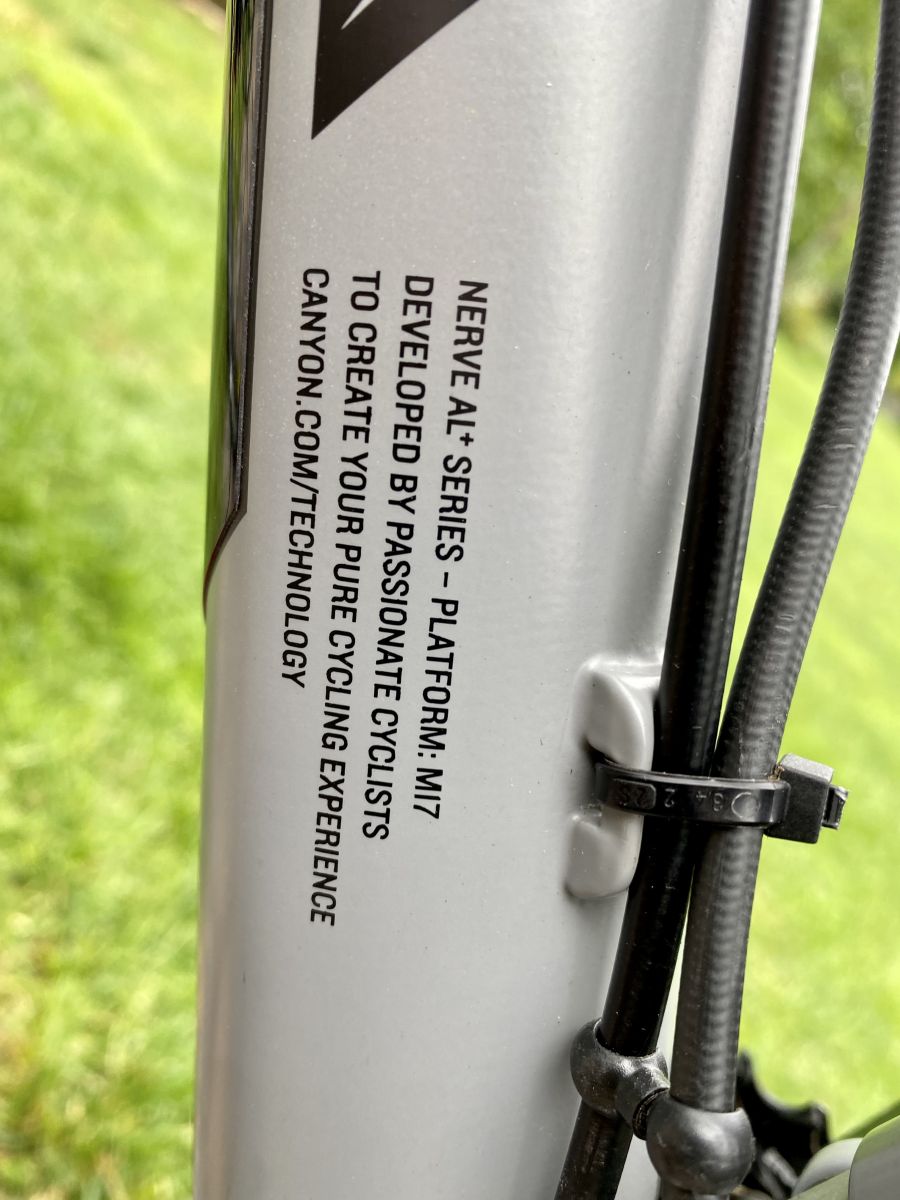 NERVE AL+ SERIES – PLATFORM: M17
DEVELOPED BY PASSIONATE CYCLISTS
TO CREATE YOUR PURE CYCLING EXPERIENCE
CANYON.COM/TECHNOLOGY